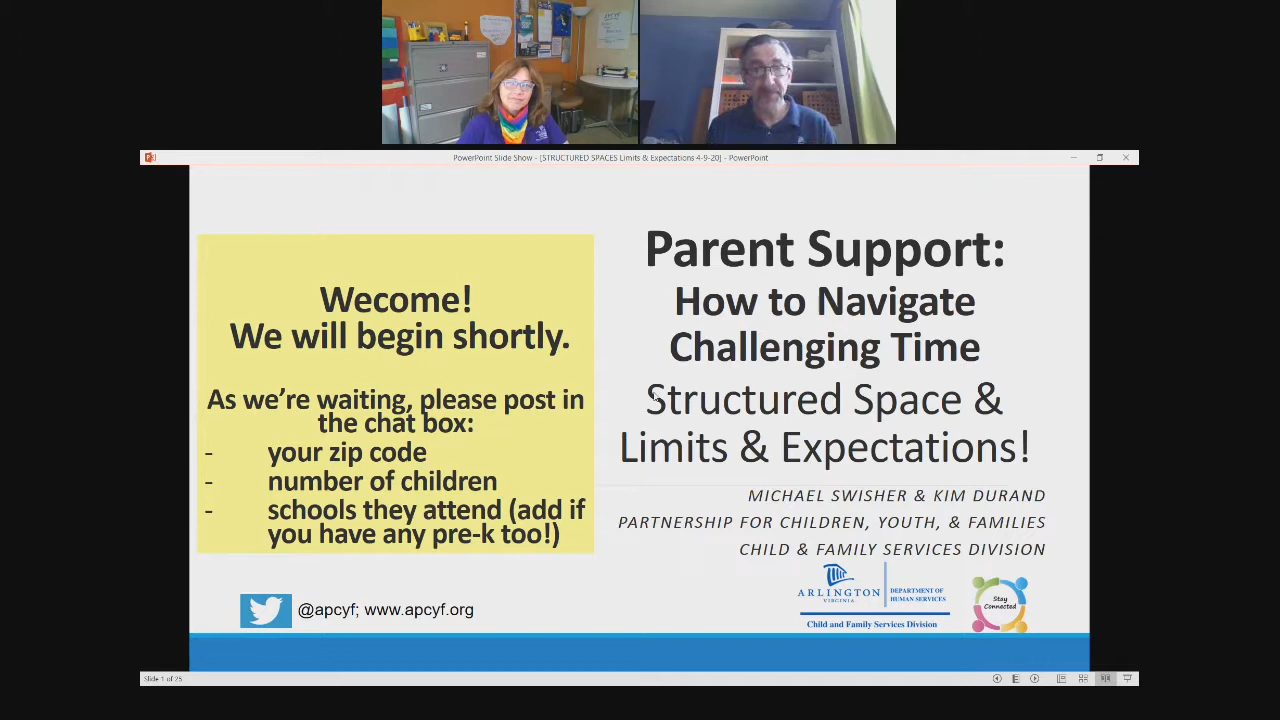 PowerPoint Slide Show - [STRUCTURED SPACES Limits & Expectations 4-9-20] - PowerPoint
Wecome!
We will begin shortly.
As we're waiting, please post in
the chat box:
- your zip code
- number of children
- schools they attend (add if
you have any pre-k too!)
Parent Support:
How to Navigate
Challenging Time
Structured Space &
Limits & Expectations!
MICHAEL SWISHER & KIM DURAND
PARTNERSHIP FOR CHILDREN, YOUTH, & FAMILIES
CHILD & FAMILY SERVICES DIVISION
@apcyf; www.apcyf.org
ARLINGTON
VIRGINIA
DEPARTMENT OF
HUMAN SERVICES
Child and Family Services Division
Stay
Connected
Slide 1 of 25